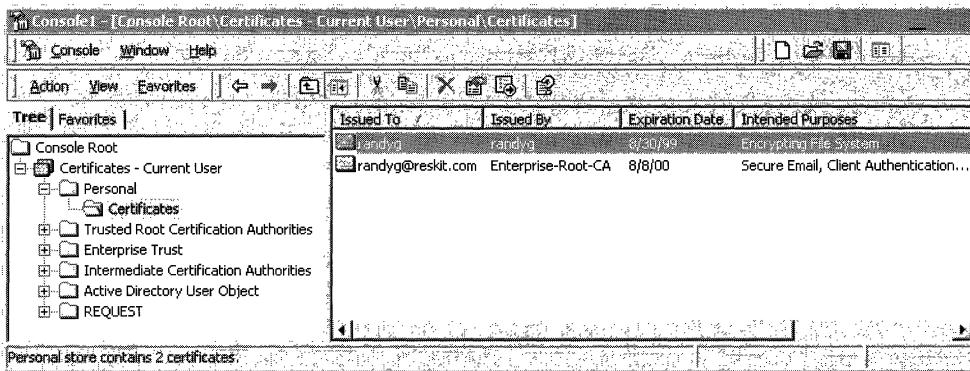 Console1 - [Console Root\Certificates - Current User\Personal\Certificates]
Console Window Help
Action View Favorites
Tree Favorites
Issued To Issued By Expiration Date Intended Purposes
Console Root
Certificates - Current User
Personal
Certificates
Trusted Root Certification Authorities
Enterprise Trust
Intermediate Certification Authorities
Active Directory User Object
REQUEST
randyg randyg 8/30/99 Encrypting File System
randyg@reskit.com Enterprise-Root-CA 8/8/00 Secure Email, Client Authentication...
Personal store contains 2 certificates.